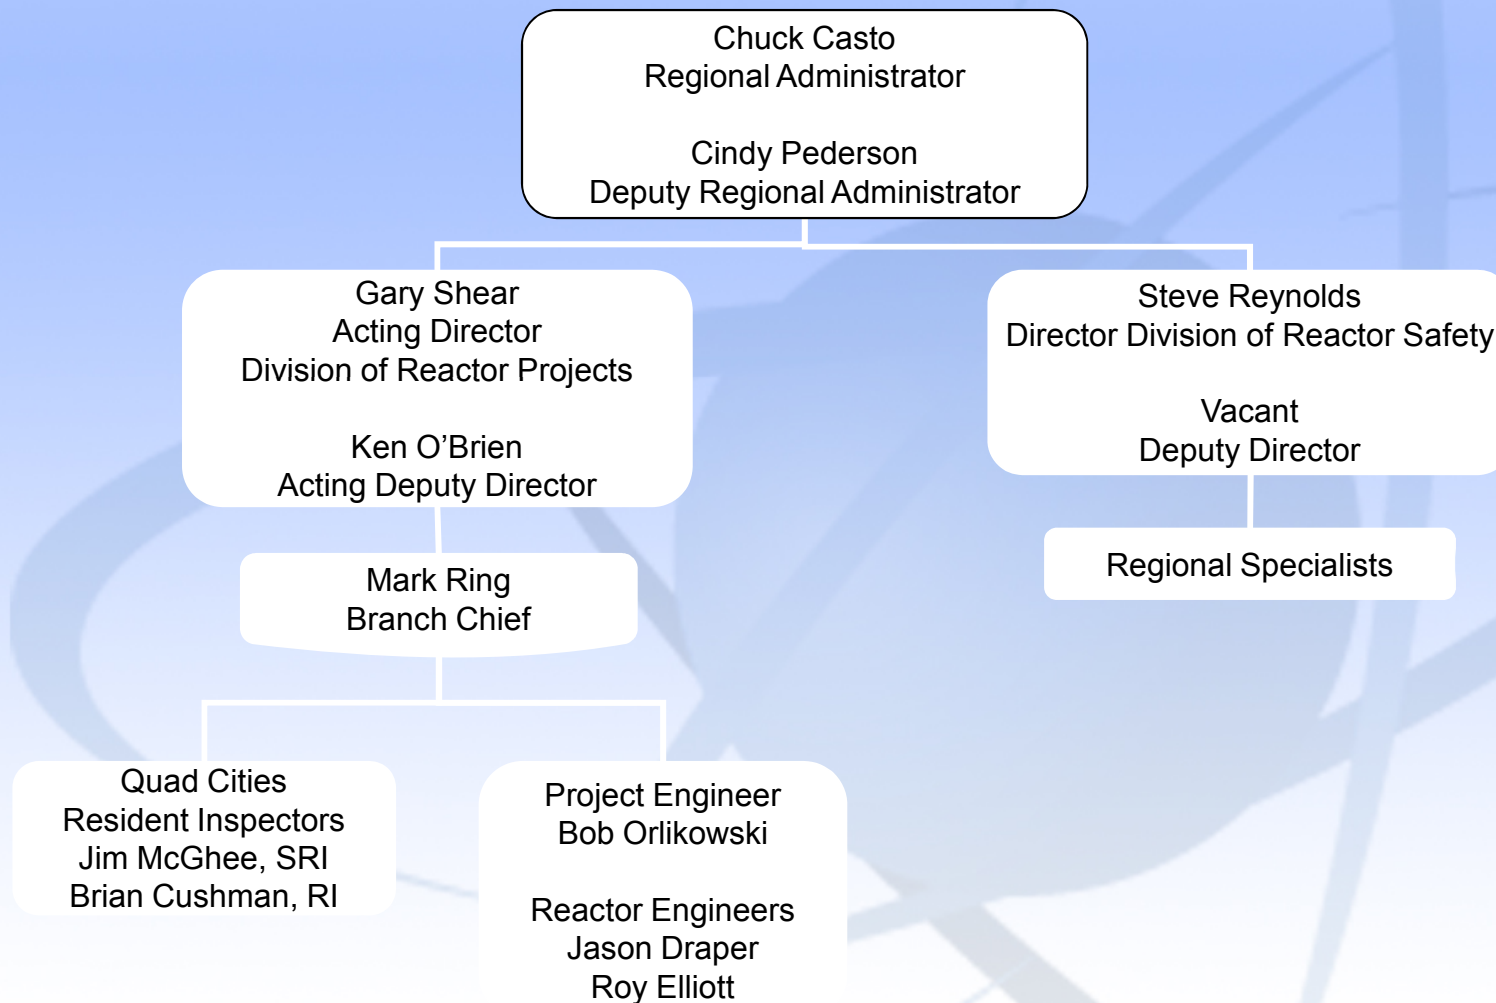 Chuck Casto
Regional Administrator
Cindy Pederson
Deputy Regional Administrator
Gary Shear
Acting Director
Division of Reactor Projects
Ken O’Brien
Acting Deputy Director
Steve Reynolds
Director Division of Reactor Safety
Vacant
Deputy Director
Mark Ring
Branch Chief
Regional Specialists
Quad Cities
Resident Inspectors
Jim McGhee, SRI
Brian Cushman, RI
Project Engineer
Bob Orlikowski
Reactor Engineers
Jason Draper
Roy Elliott